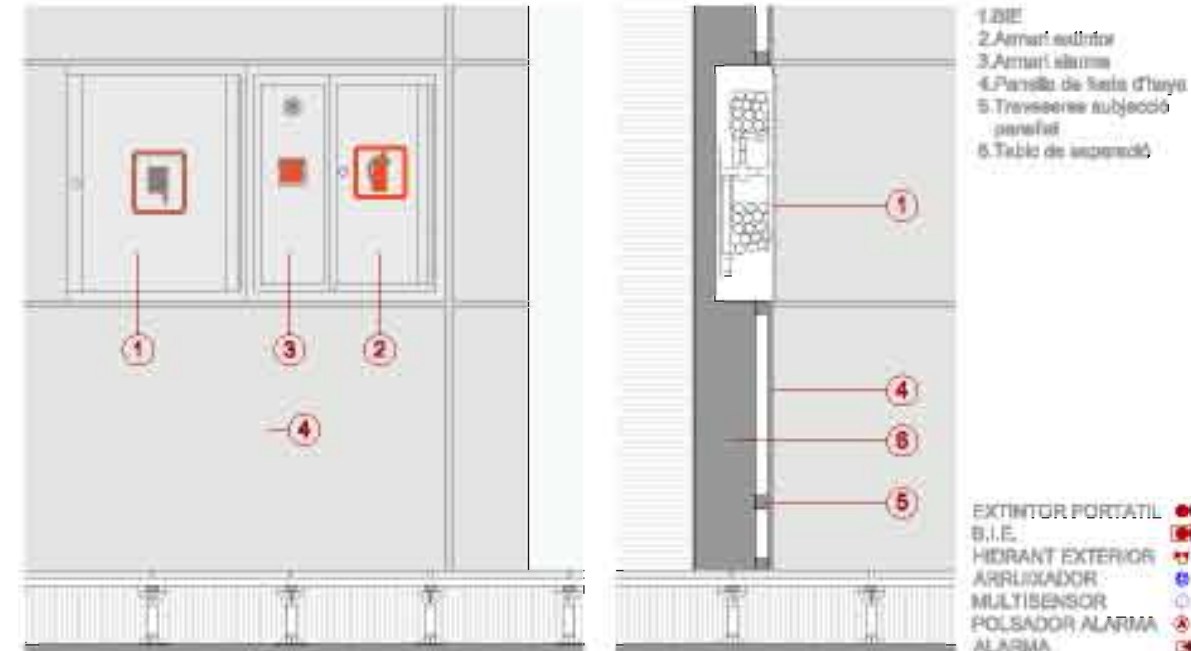 1.BIE
2.Armari extintor
3.Armari alarma
4.Panells de fusta d'haya
5.Travesseres subjecció
panellat
6.Tabic de separació
1
3
2
4
1
4
6
5
EXTINTOR PORTATIL
B.I.E.
HIDRANT EXTERIOR
ARRUIXADOR
MULTISENSOR
POLSADOR ALARMA
ALARMA